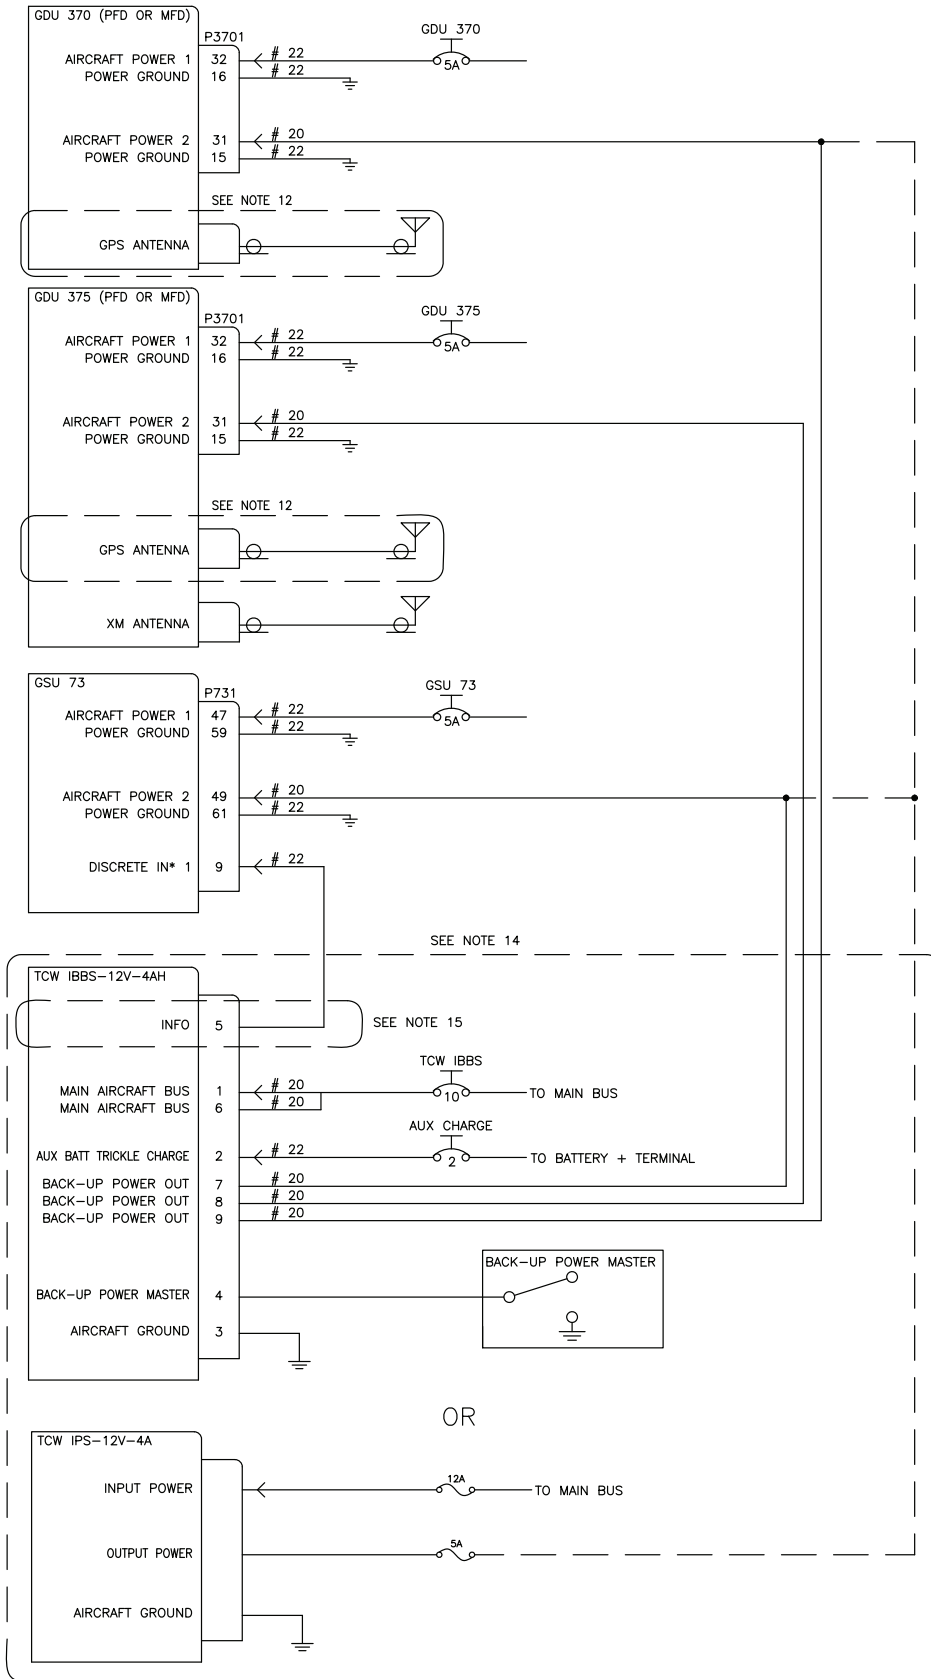 GDU 370 (PFD OR MFD)
P3701
GDU 370
AIRCRAFT POWER 1 32 # 22 5A
POWER GROUND 16 # 22
AIRCRAFT POWER 2 31 # 20
POWER GROUND 15 # 22
SEE NOTE 12
GPS ANTENNA
GDU 375 (PFD OR MFD)
P3701
GDU 375
AIRCRAFT POWER 1 32 # 22 5A
POWER GROUND 16 # 22
AIRCRAFT POWER 2 31 # 20
POWER GROUND 15 # 22
SEE NOTE 12
GPS ANTENNA
XM ANTENNA
GSU 73
P731
GSU 73
AIRCRAFT POWER 1 47 # 22 5A
POWER GROUND 59 # 22
AIRCRAFT POWER 2 49 # 20
POWER GROUND 61 # 22
DISCRETE IN* 1 9 # 22
SEE NOTE 14
TCW IBBS-12V-4AH
INFO 5 SEE NOTE 15
TCW IBBS
MAIN AIRCRAFT BUS 1 # 20 10 TO MAIN BUS
MAIN AIRCRAFT BUS 6 # 20
AUX CHARGE
AUX BATT TRICKLE CHARGE 2 # 22 2 TO BATTERY + TERMINAL
BACK-UP POWER OUT 7 # 20
BACK-UP POWER OUT 8 # 20
BACK-UP POWER OUT 9 # 20
BACK-UP POWER MASTER
BACK-UP POWER MASTER 4
AIRCRAFT GROUND 3
OR
TCW IPS-12V-4A
INPUT POWER 12A TO MAIN BUS
OUTPUT POWER 5A
AIRCRAFT GROUND